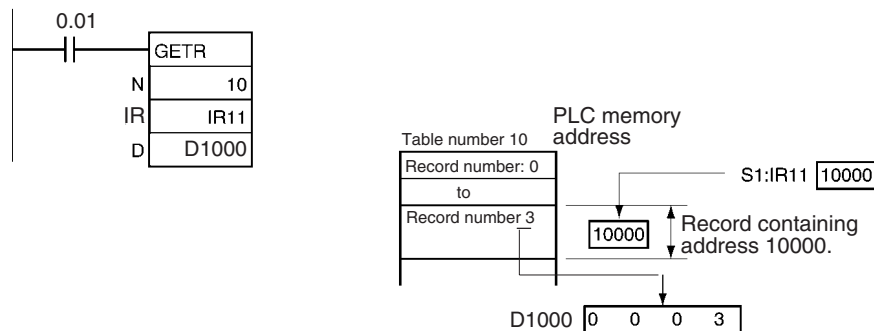 0.01
GETR
N 10
IR IR11
D D1000
PLC memory
address
Table number 10
Record number: 0
to
Record number 3
S1:IR11 10000
10000
Record containing
address 10000.
D1000 0 0 0 3